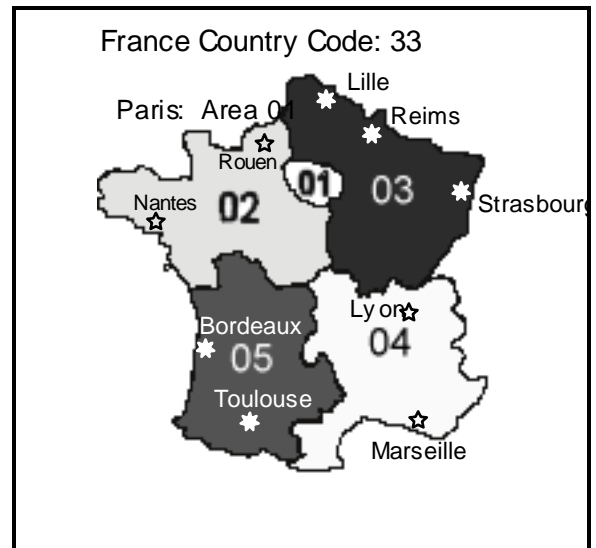 France Country Code: 33
Lille
Paris: Area 01
Reims
Rouen
01
03
Nantes
02
Strasbourg
Lyon
04
Bordeaux
05
Toulouse
Marseille